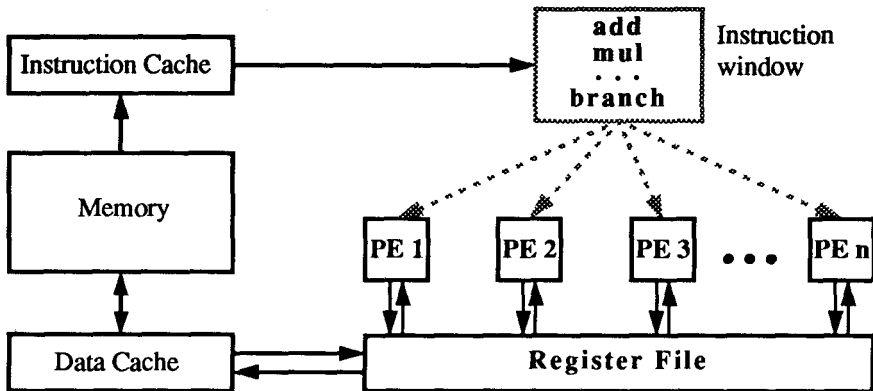 Instruction Cache
add
mul
. . .
branch
Instruction
window
Memory
PE 1
PE 2
PE 3
PE n
Data Cache
Register File